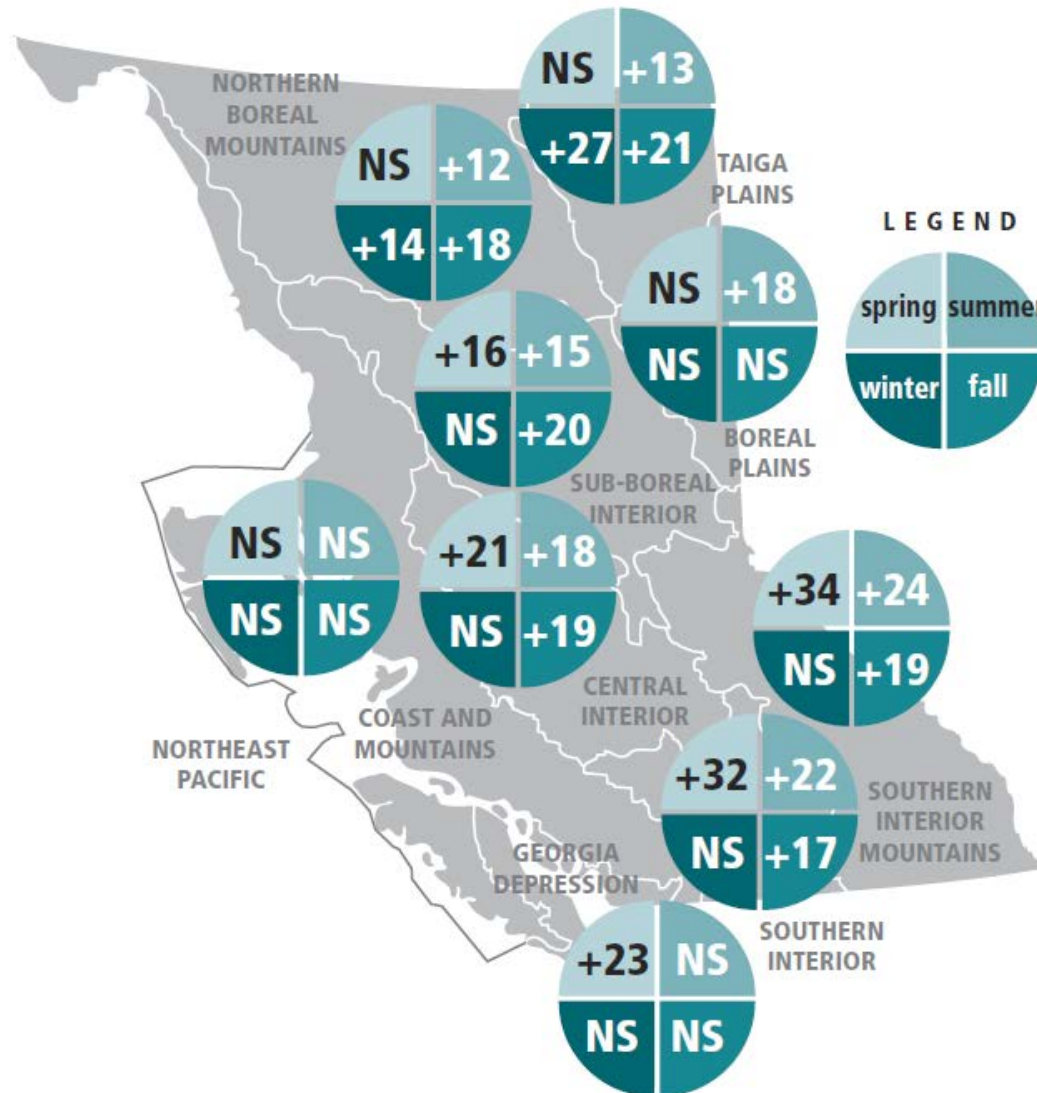 NS +13
+27 +21
NORTHERN
BOREAL
MOUNTAINS
NS +12
+14 +18
TAIGA
PLAINS
LEGEND
spring summer
winter fall
NS +18
NS NS
BOREAL
PLAINS
+16 +15
NS +20
SUB-BOREAL
INTERIOR
NS NS
NS NS
+21 +18
NS +19
+34 +24
NS +19
CENTRAL
INTERIOR
COAST AND
MOUNTAINS
NORTHEAST
PACIFIC
+32 +22
NS +17
SOUTHERN
INTERIOR
MOUNTAINS
GEORGIA
DEPRESSION
SOUTHERN
INTERIOR
+23 NS
NS NS